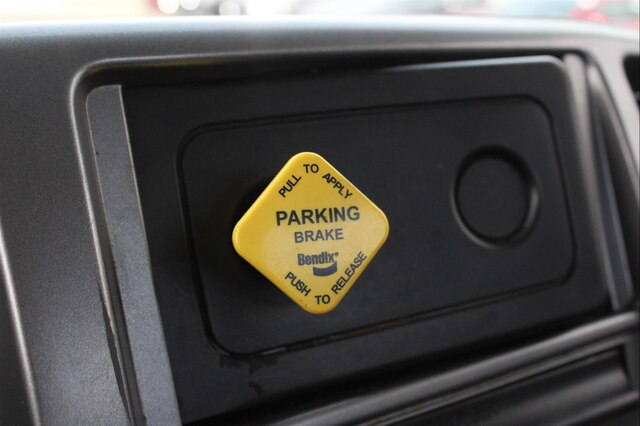 PULL TO APPLY
PARKING
BRAKE
Bendix®
PUSH TO RELEASE